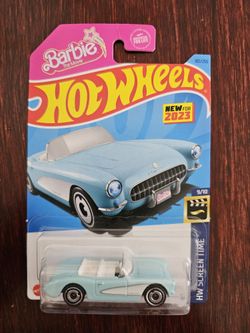 Barbie
The Movie
HOT WHEELS
NEW FOR
2023
9/10
HW SCREEN TIME